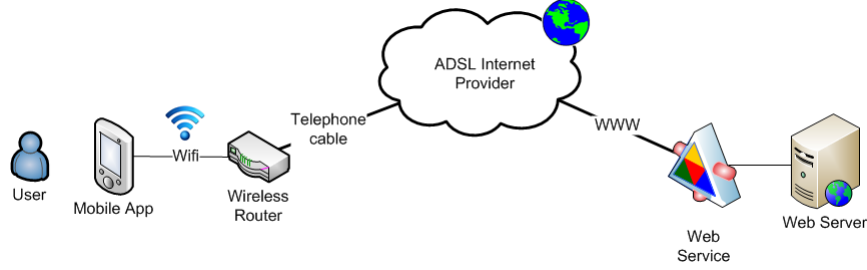 User
Mobile App
Wifi
Wireless
Router
Telephone
cable
ADSL Internet
Provider
WWW
Web
Service
Web Server